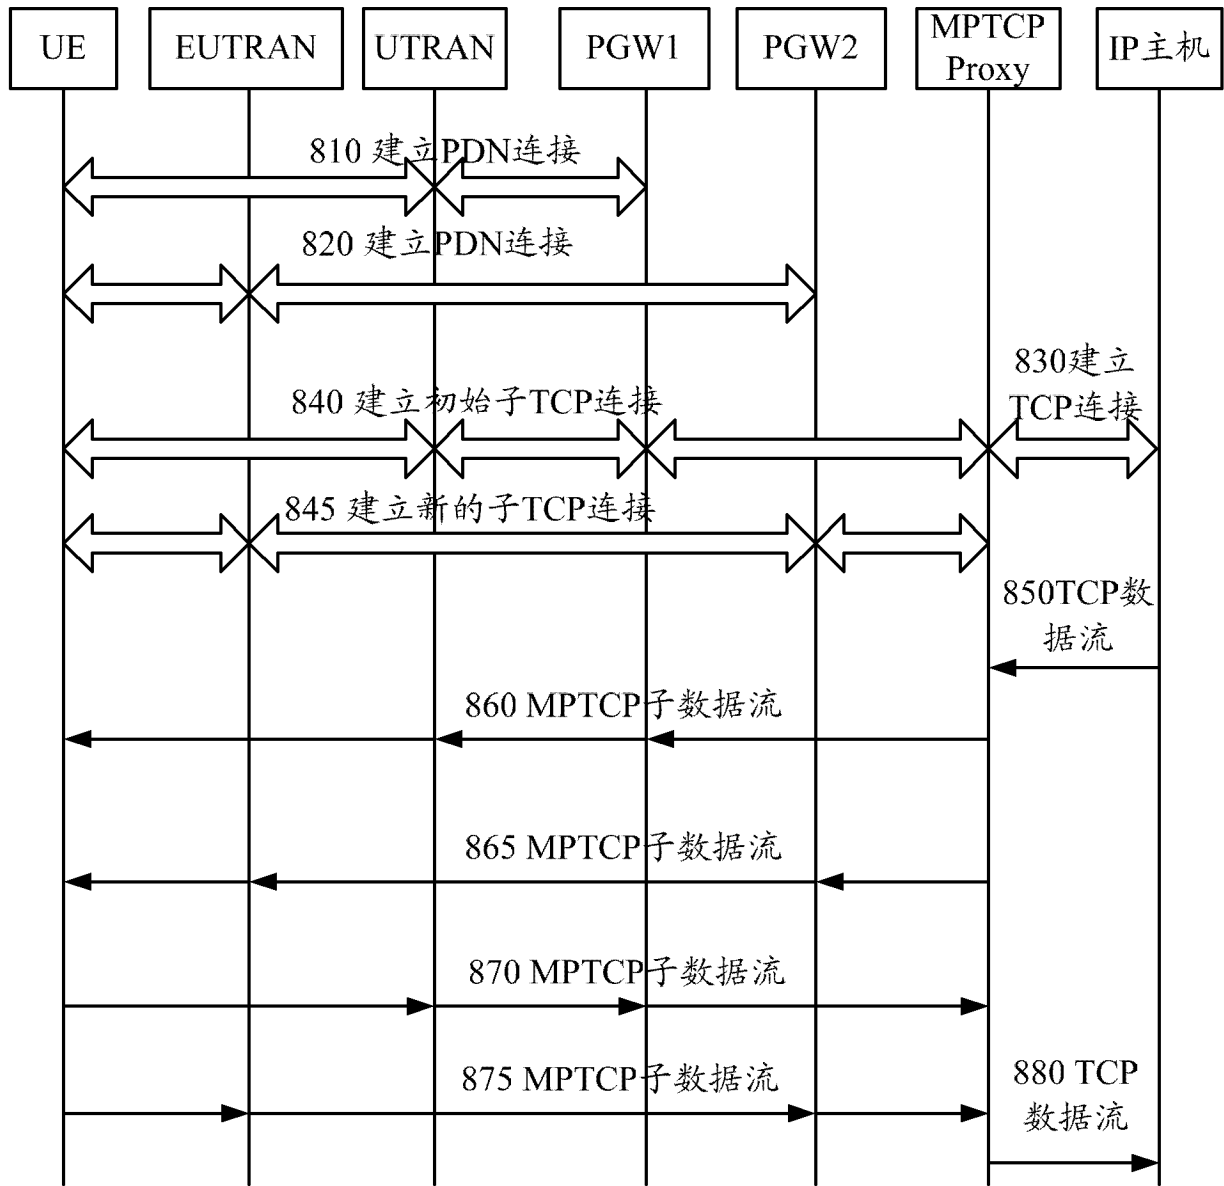 UE
EUTRAN
UTRAN
PGW1
PGW2
MPTCP
Proxy
IP主机
810 建立PDN连接
820 建立PDN连接
830建立
TCP连接
840 建立初始子TCP连接
845 建立新的子TCP连接
850TCP数
据流
860 MPTCP子数据流
865 MPTCP子数据流
870 MPTCP子数据流
875 MPTCP子数据流
880 TCP
数据流